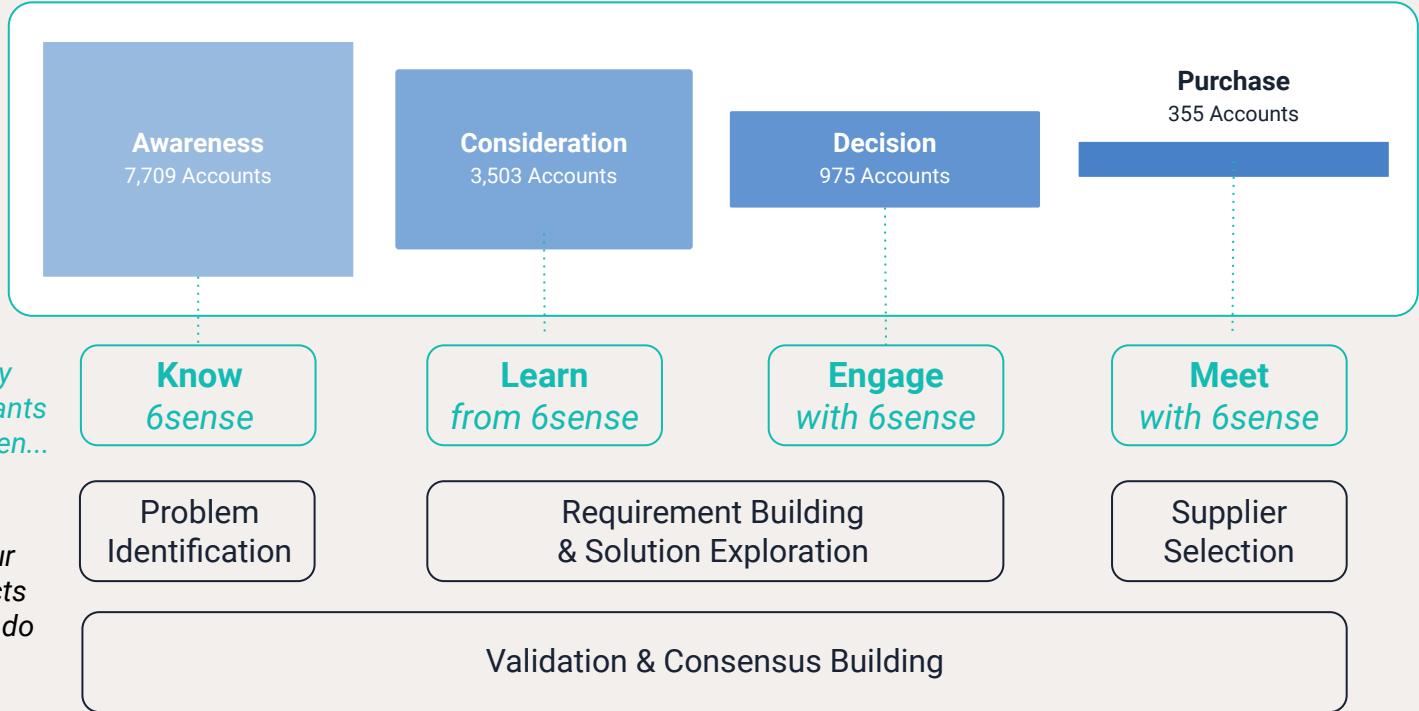 Awareness
7,709 Accounts
Consideration
3,503 Accounts
Decision
975 Accounts
Purchase
355 Accounts
Know
6sense
Learn
from 6sense
Engage
with 6sense
Meet
with 6sense
Problem
Identification
Requirement Building
& Solution Exploration
Supplier
Selection
do
Validation & Consensus Building